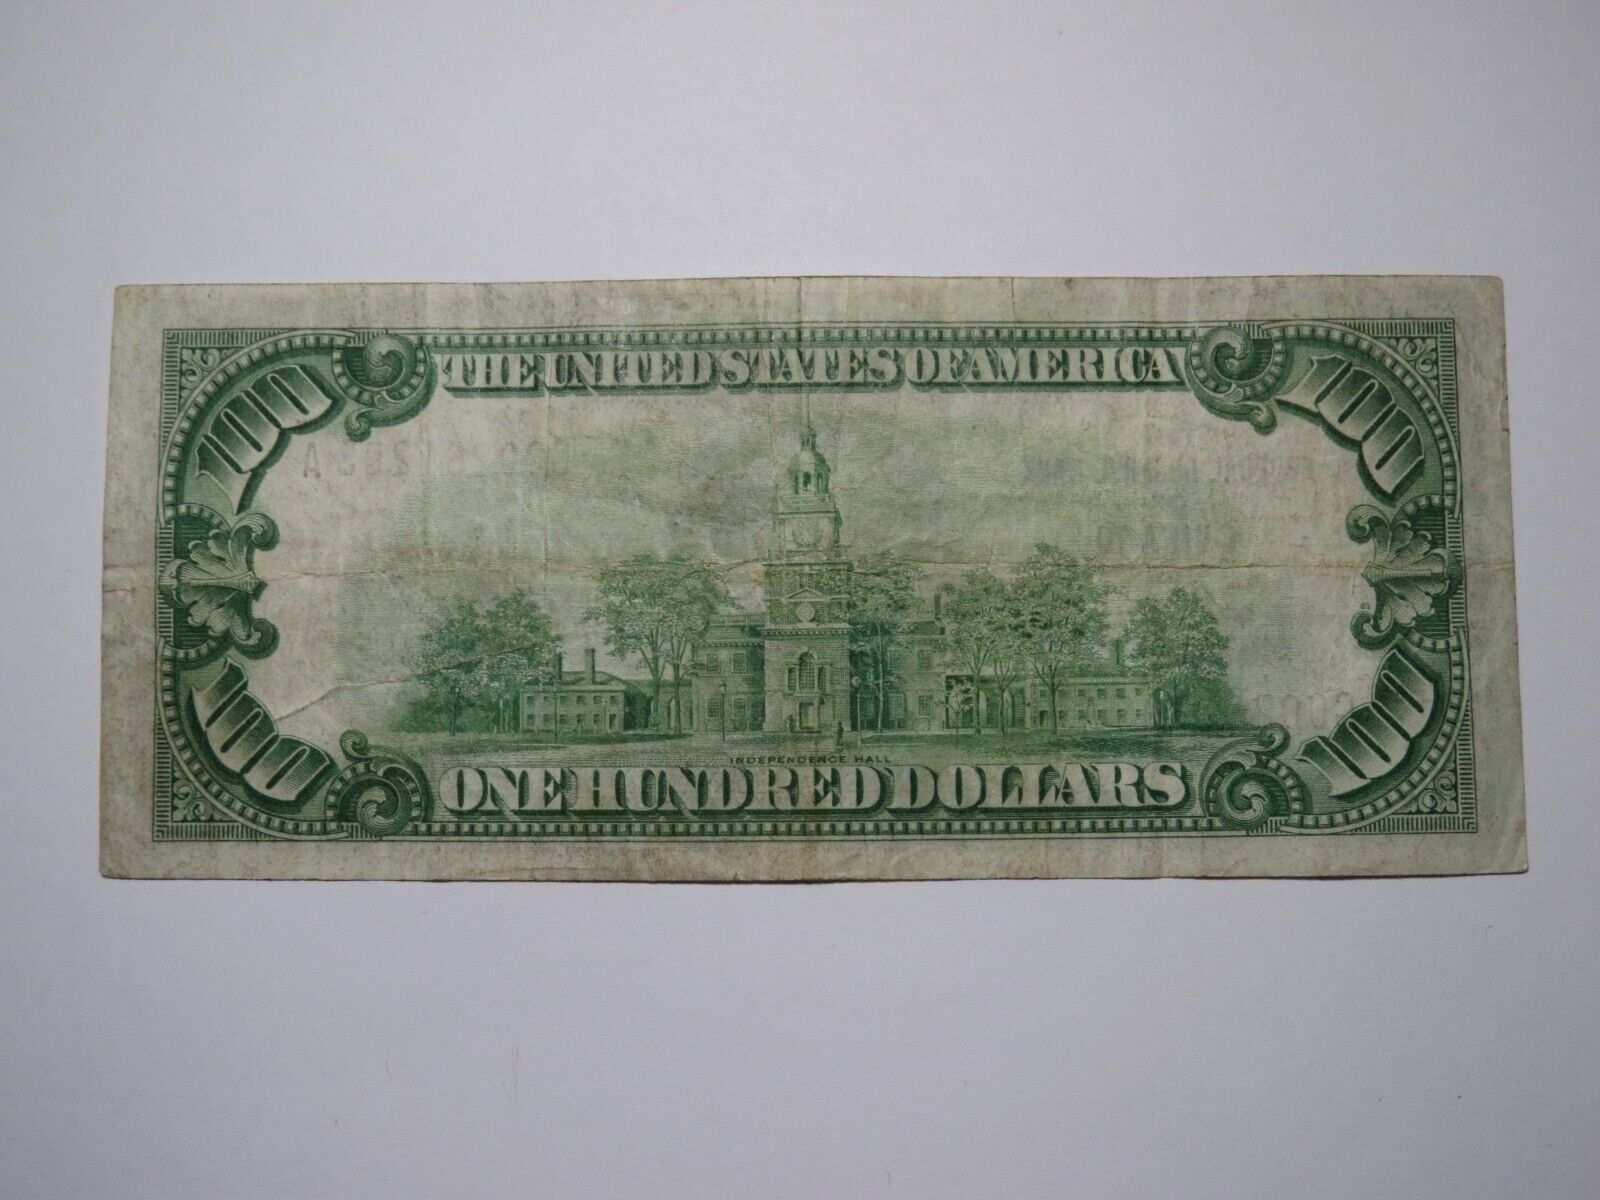 100 THE UNITED STATES OF AMERICA 100
INDEPENDENCE HALL
100 ONE HUNDRED DOLLARS 100